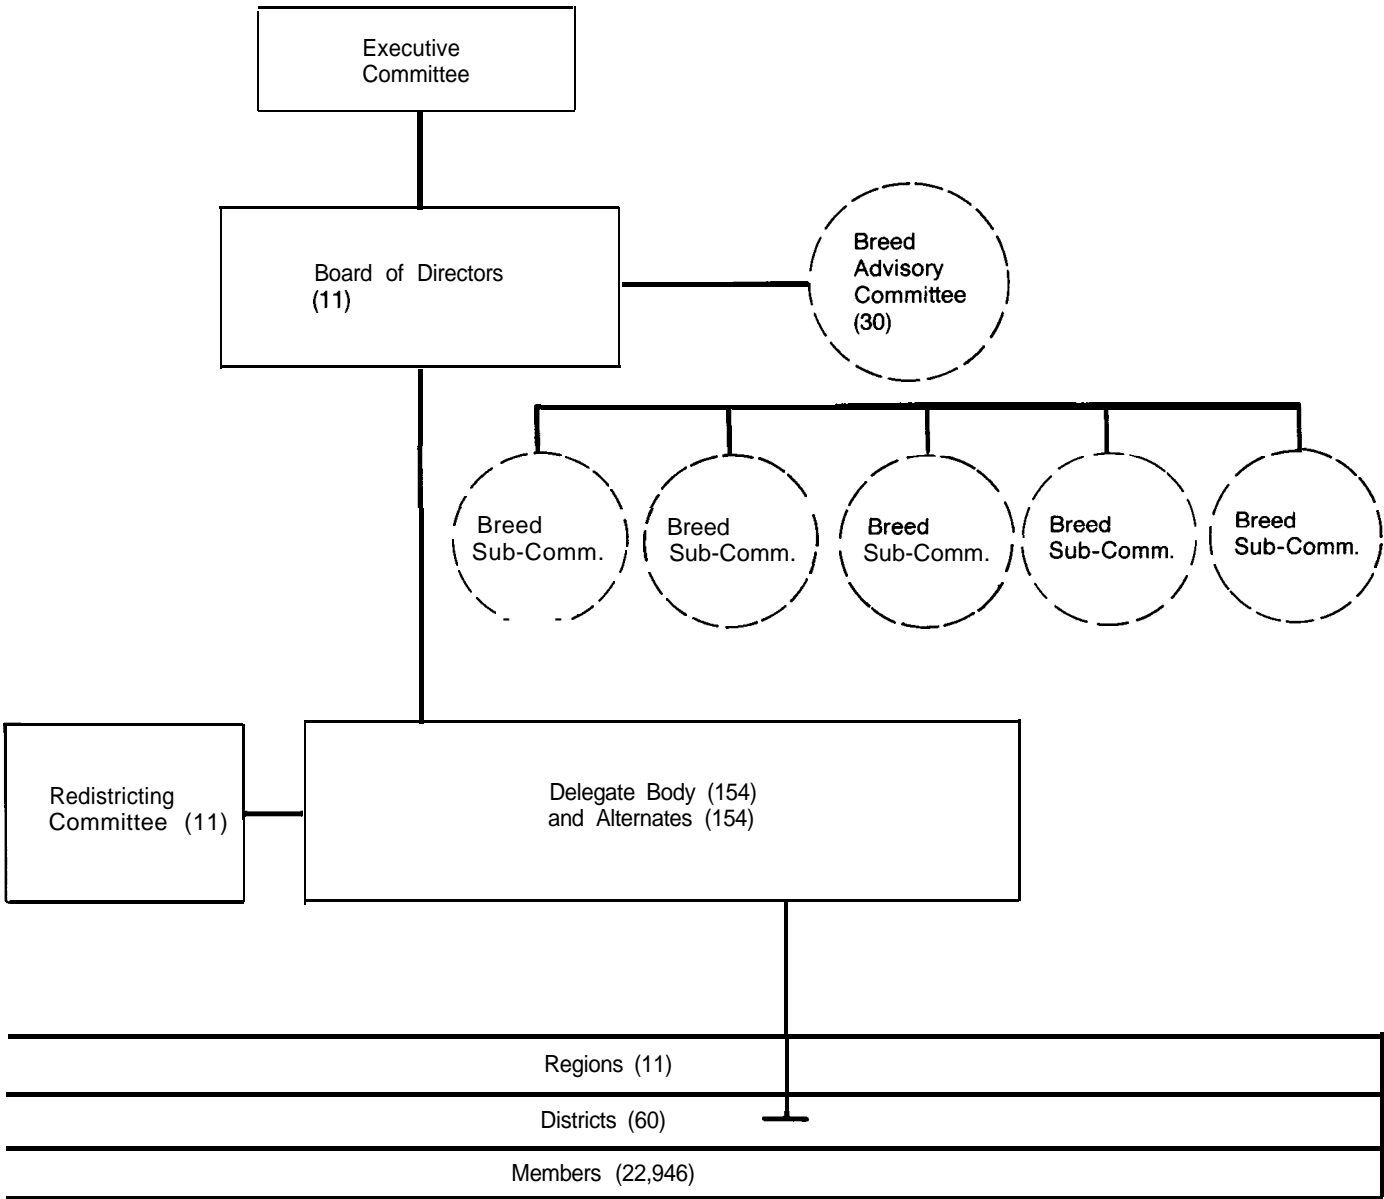 Executive
Committee
Board of Directors
(11)
Breed
Advisory
Committee
(30)
Breed
Sub-Comm.
Breed
Sub-Comm.
Breed
Sub-Comm.
Breed
Sub-Comm.
Breed
Sub-Comm.
Redistricting
Committee (11)
Delegate Body (154)
and Alternates (154)
Regions (11)
Districts (60)
Members (22,946)